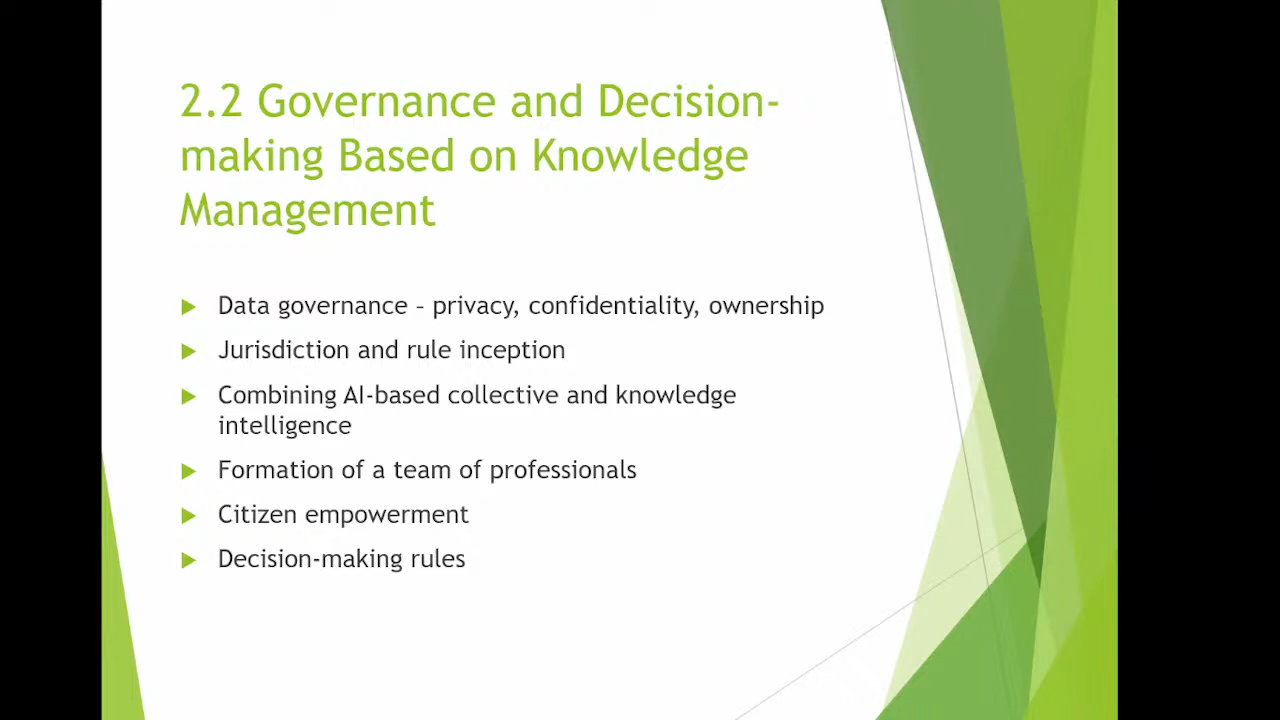 2.2 Governance and Decision-
making Based on Knowledge
Management
Data governance – privacy, confidentiality, ownership
Jurisdiction and rule inception
Combining AI-based collective and knowledge
intelligence
Formation of a team of professionals
Citizen empowerment
Decision-making rules